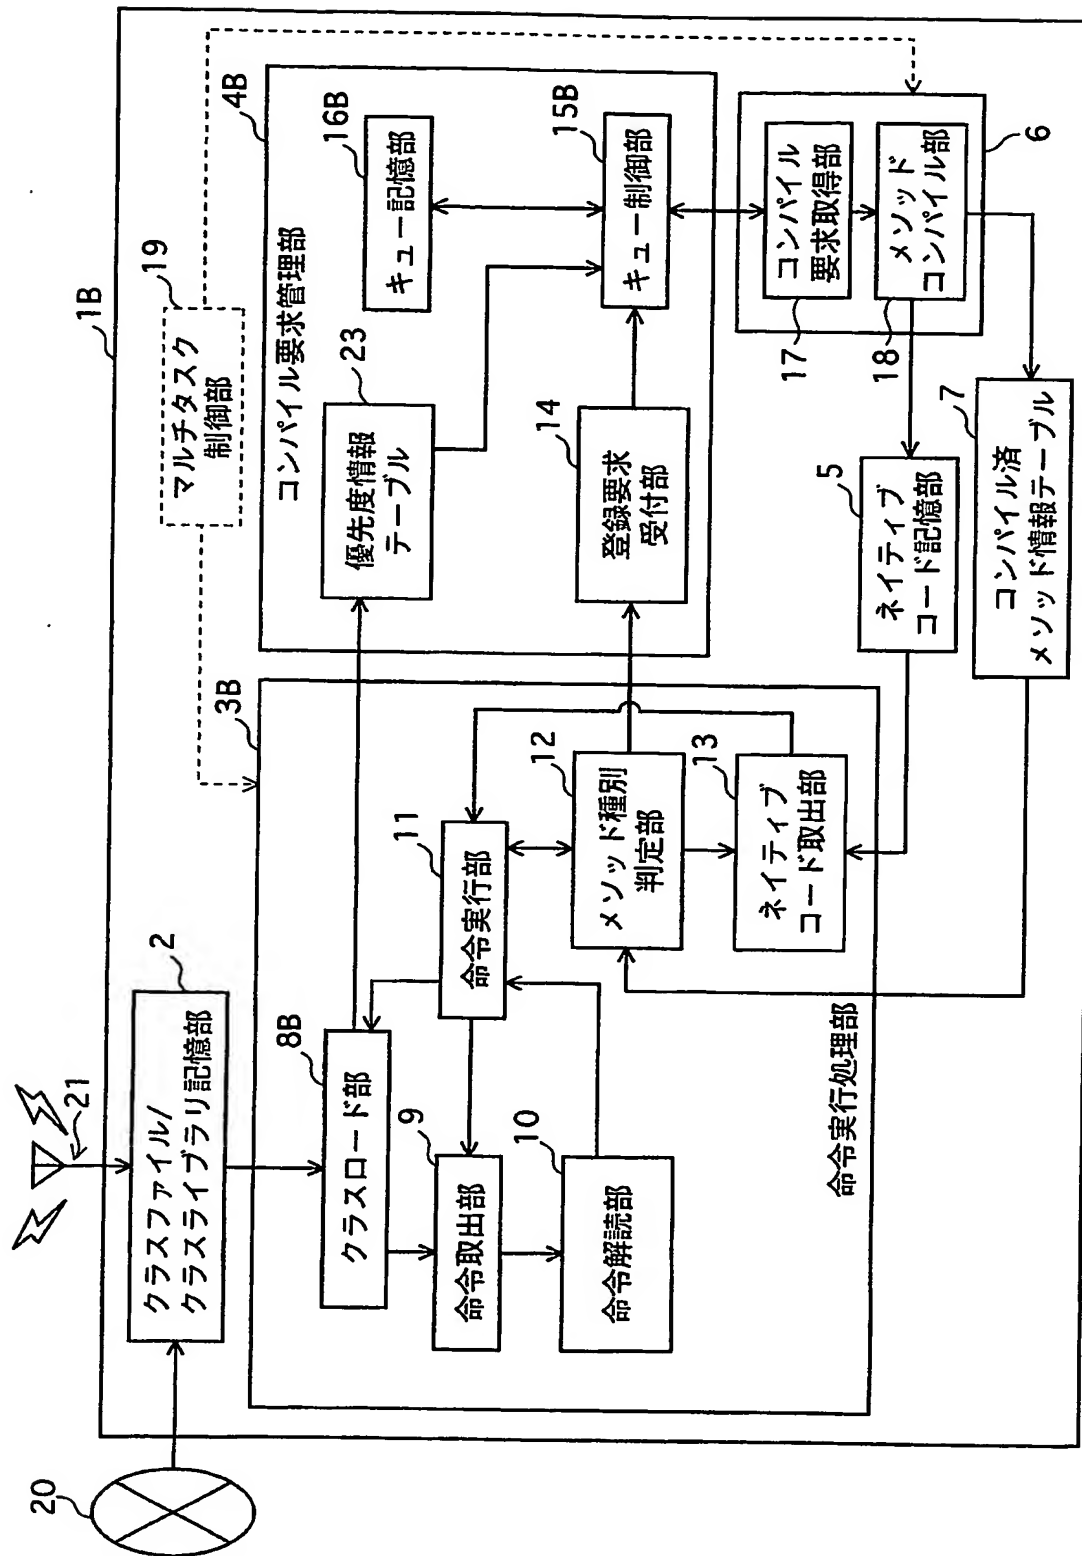 1B
20
21
2
クラスファイル/
クラスライブラリ記憶部
19
マルチタスク
制御部
3B
命令実行処理部
8B
クラスロード部
9
命令取出部
10
命令解読部
11
命令実行部
12
メソッド種別
判定部
13
ネイティブ
コード取出部
4B
コンパイル要求管理部
23
優先度情報
テーブル
16B
キュー記憶部
14
登録要求
受付部
15B
キュー制御部
6
17
コンパイル
要求取得部
18
メソッド
コンパイル部
5
ネイティブ
コード記憶部
7
コンパイル済
メソッド情報テーブル